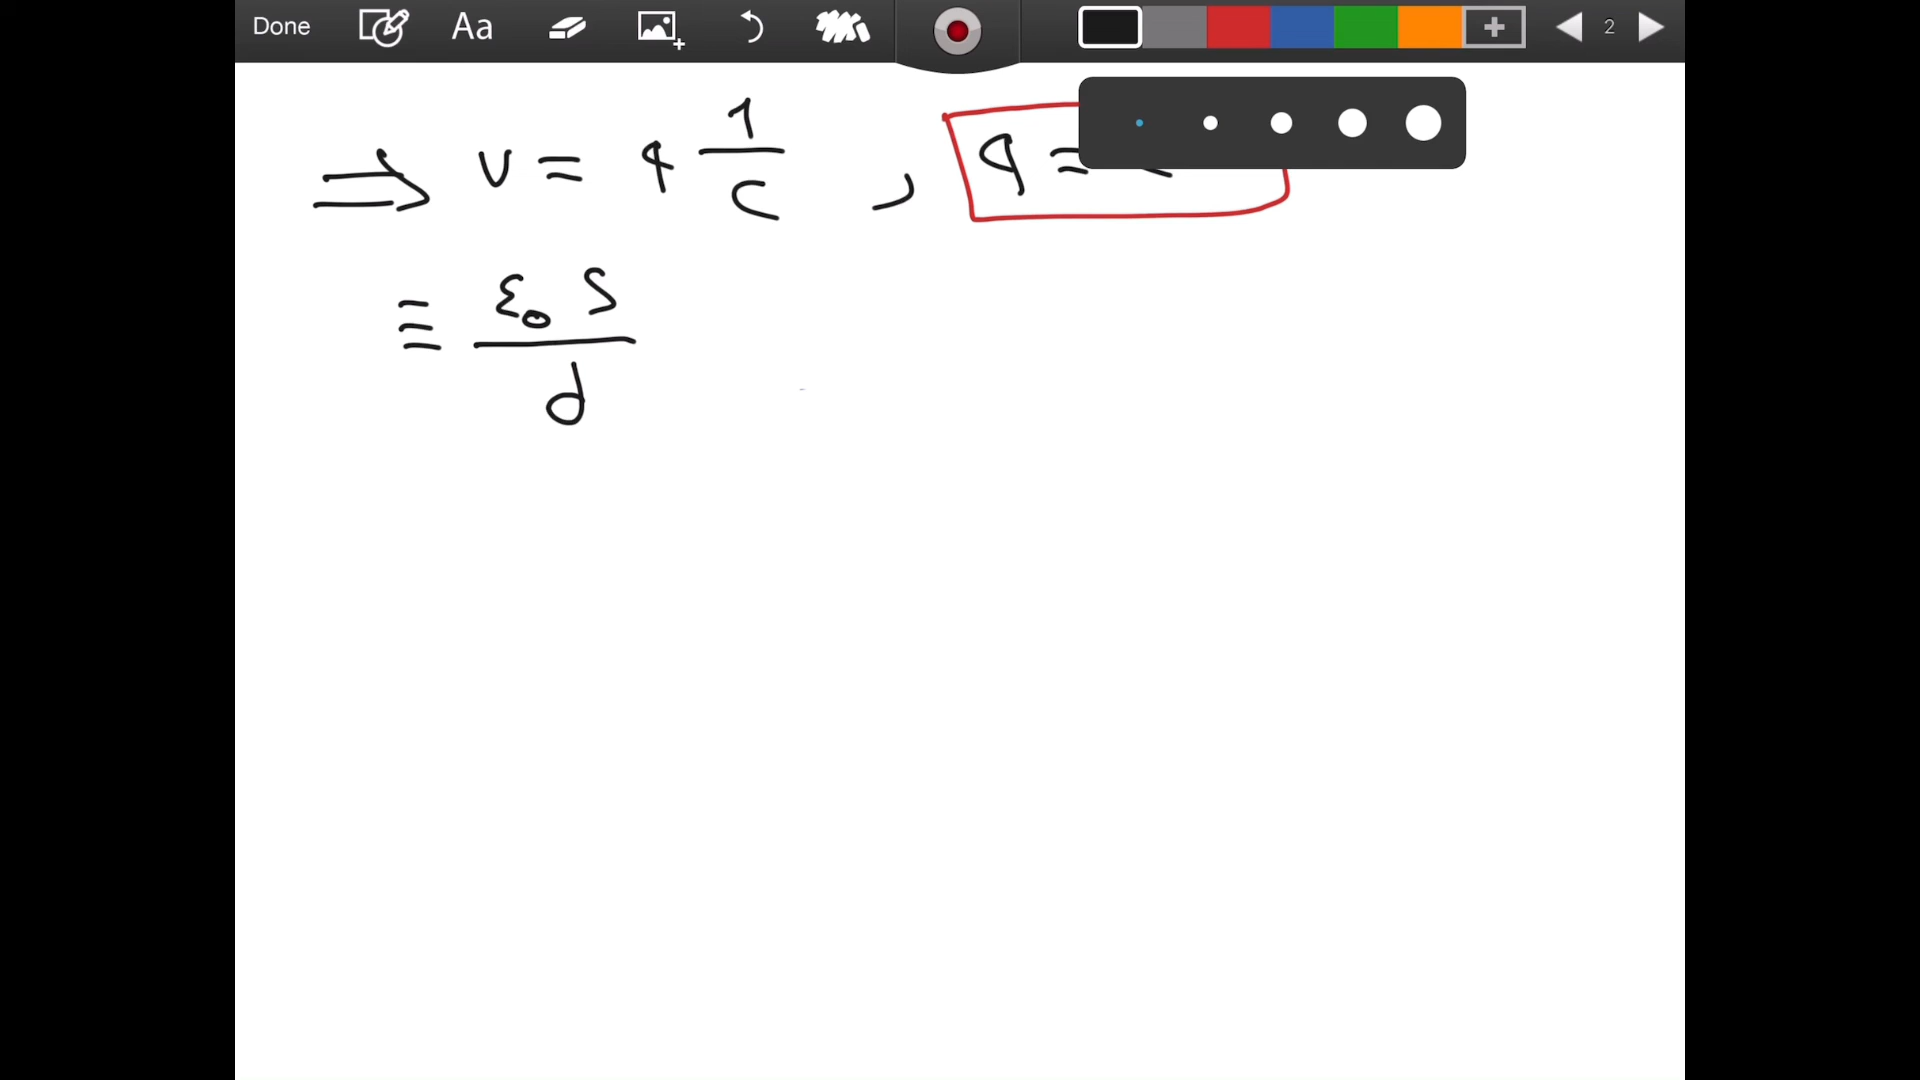 Done Aa 2
⇒ v = q 1/c , q =
≡ ε₀ S / d